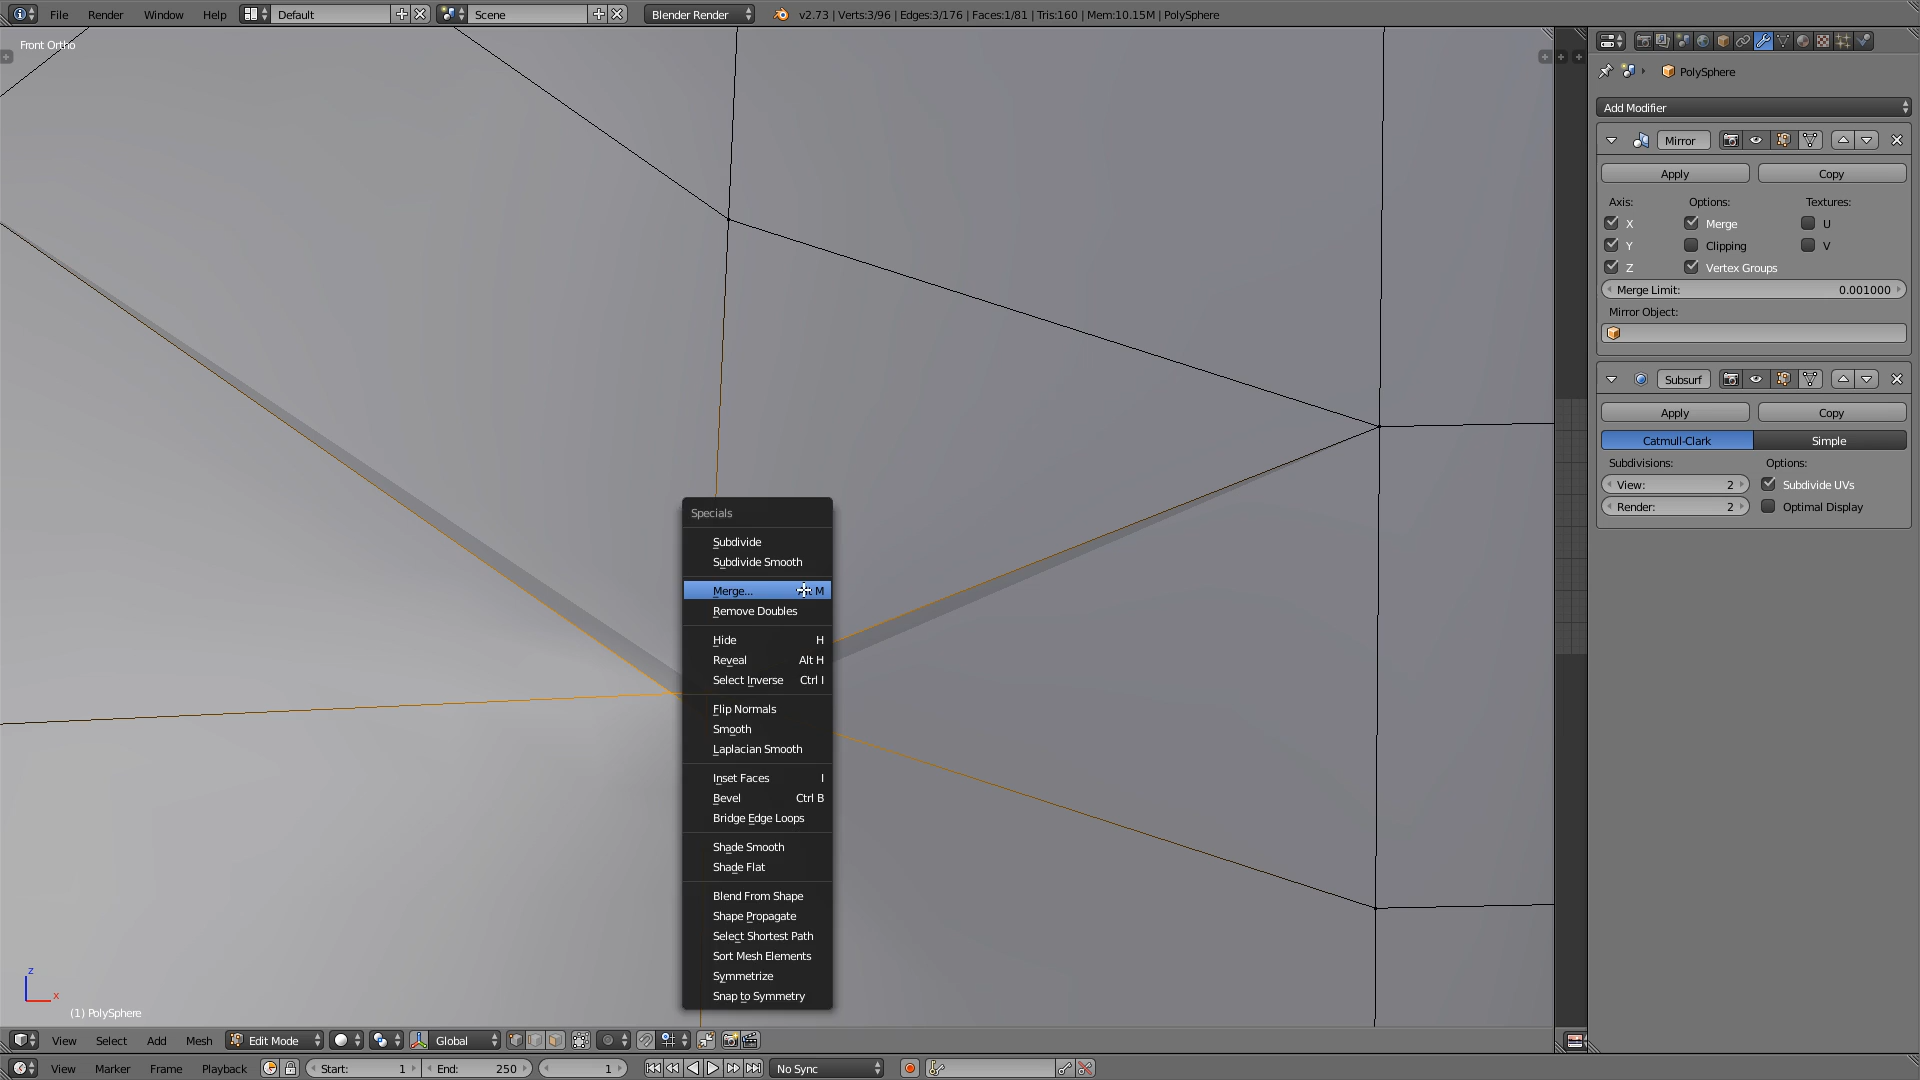 File Render Window Help Default Scene Blender Render v2.73 | Verts:3/96 | Edges:3/176 | Faces:1/81 | Tris:160 | Mem:10.15M | PolySphere
Front Ortho
PolySphere
Add Modifier
Mirror
Apply Copy
Axis: Options: Textures:
X Merge U
Y Clipping V
Z Vertex Groups
Merge Limit: 0.001000
Mirror Object:
Subsurf
Apply Copy
Catmull-Clark Simple
Subdivisions: Options:
View: 2 Subdivide UVs
Render: 2 Optimal Display
Specials
Subdivide
Subdivide Smooth
Merge... M
Remove Doubles
Hide H
Reveal Alt H
Select Inverse Ctrl I
Flip Normals
Smooth
Laplacian Smooth
Inset Faces I
Bevel Ctrl B
Bridge Edge Loops
Shade Smooth
Shade Flat
Blend From Shape
Shape Propagate
Select Shortest Path
Sort Mesh Elements
Symmetrize
Snap to Symmetry
z
x
(1) PolySphere
View Select Add Mesh Edit Mode Global
View Marker Frame Playback Start: 1 End: 250 1 No Sync